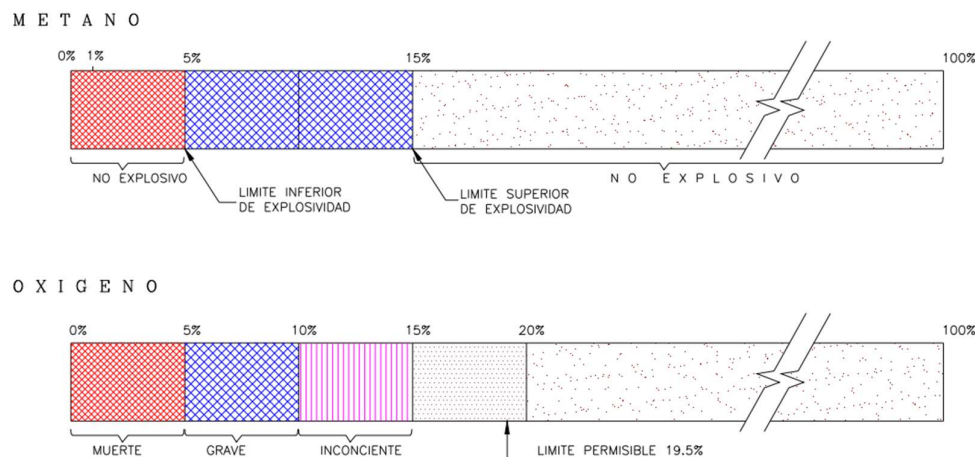 M E T A N O
0% 1% 5% 15% 100%
NO EXPLOSIVO
LIMITE INFERIOR
DE EXPLOSIVIDAD
LIMITE SUPERIOR
DE EXPLOSIVIDAD
N O E X P L O S I V O
O X I G E N O
0% 5% 10% 15% 20% 100%
MUERTE GRAVE INCONCIENTE LIMITE PERMISIBLE 19.5%